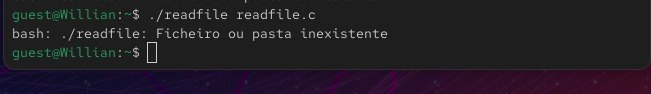 guest@Willian:~$ ./readfile readfile.c
bash: ./readfile: Ficheiro ou pasta inexistente
guest@Willian:~$